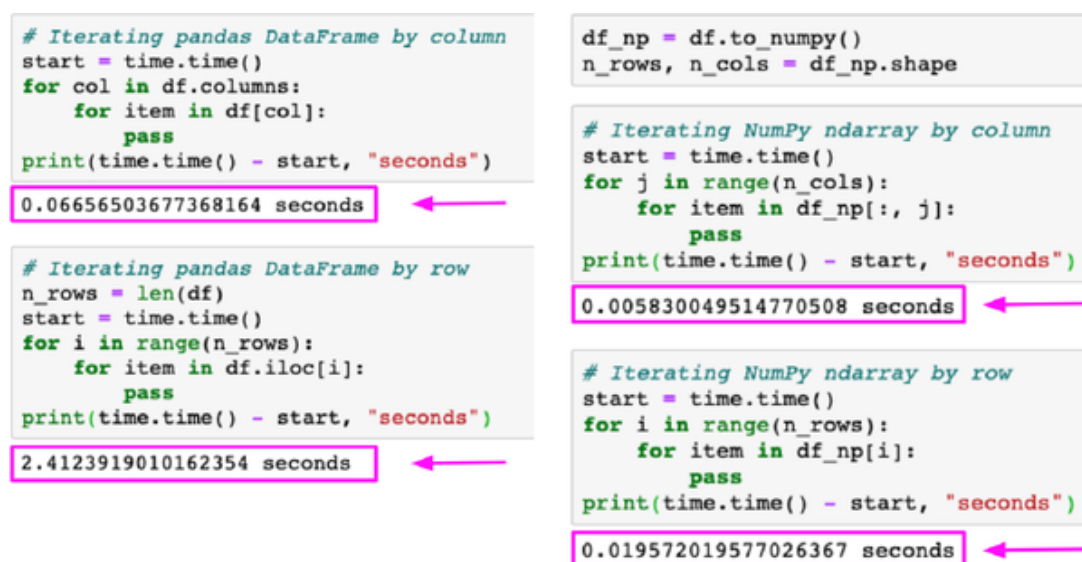 # Iterating pandas DataFrame by column
start = time.time()
for col in df.columns:
    for item in df[col]:
        pass
print(time.time() - start, "seconds")
0.06656503677368164 seconds
# Iterating pandas DataFrame by row
n_rows = len(df)
start = time.time()
for i in range(n_rows):
    for item in df.iloc[i]:
        pass
print(time.time() - start, "seconds")
2.4123919010162354 seconds
df_np = df.to_numpy()
n_rows, n_cols = df_np.shape
# Iterating NumPy ndarray by column
start = time.time()
for j in range(n_cols):
    for item in df_np[:, j]:
        pass
print(time.time() - start, "seconds")
0.005830049514770508 seconds
# Iterating NumPy ndarray by row
start = time.time()
for i in range(n_rows):
    for item in df_np[i]:
        pass
print(time.time() - start, "seconds")
0.019572019577026367 seconds